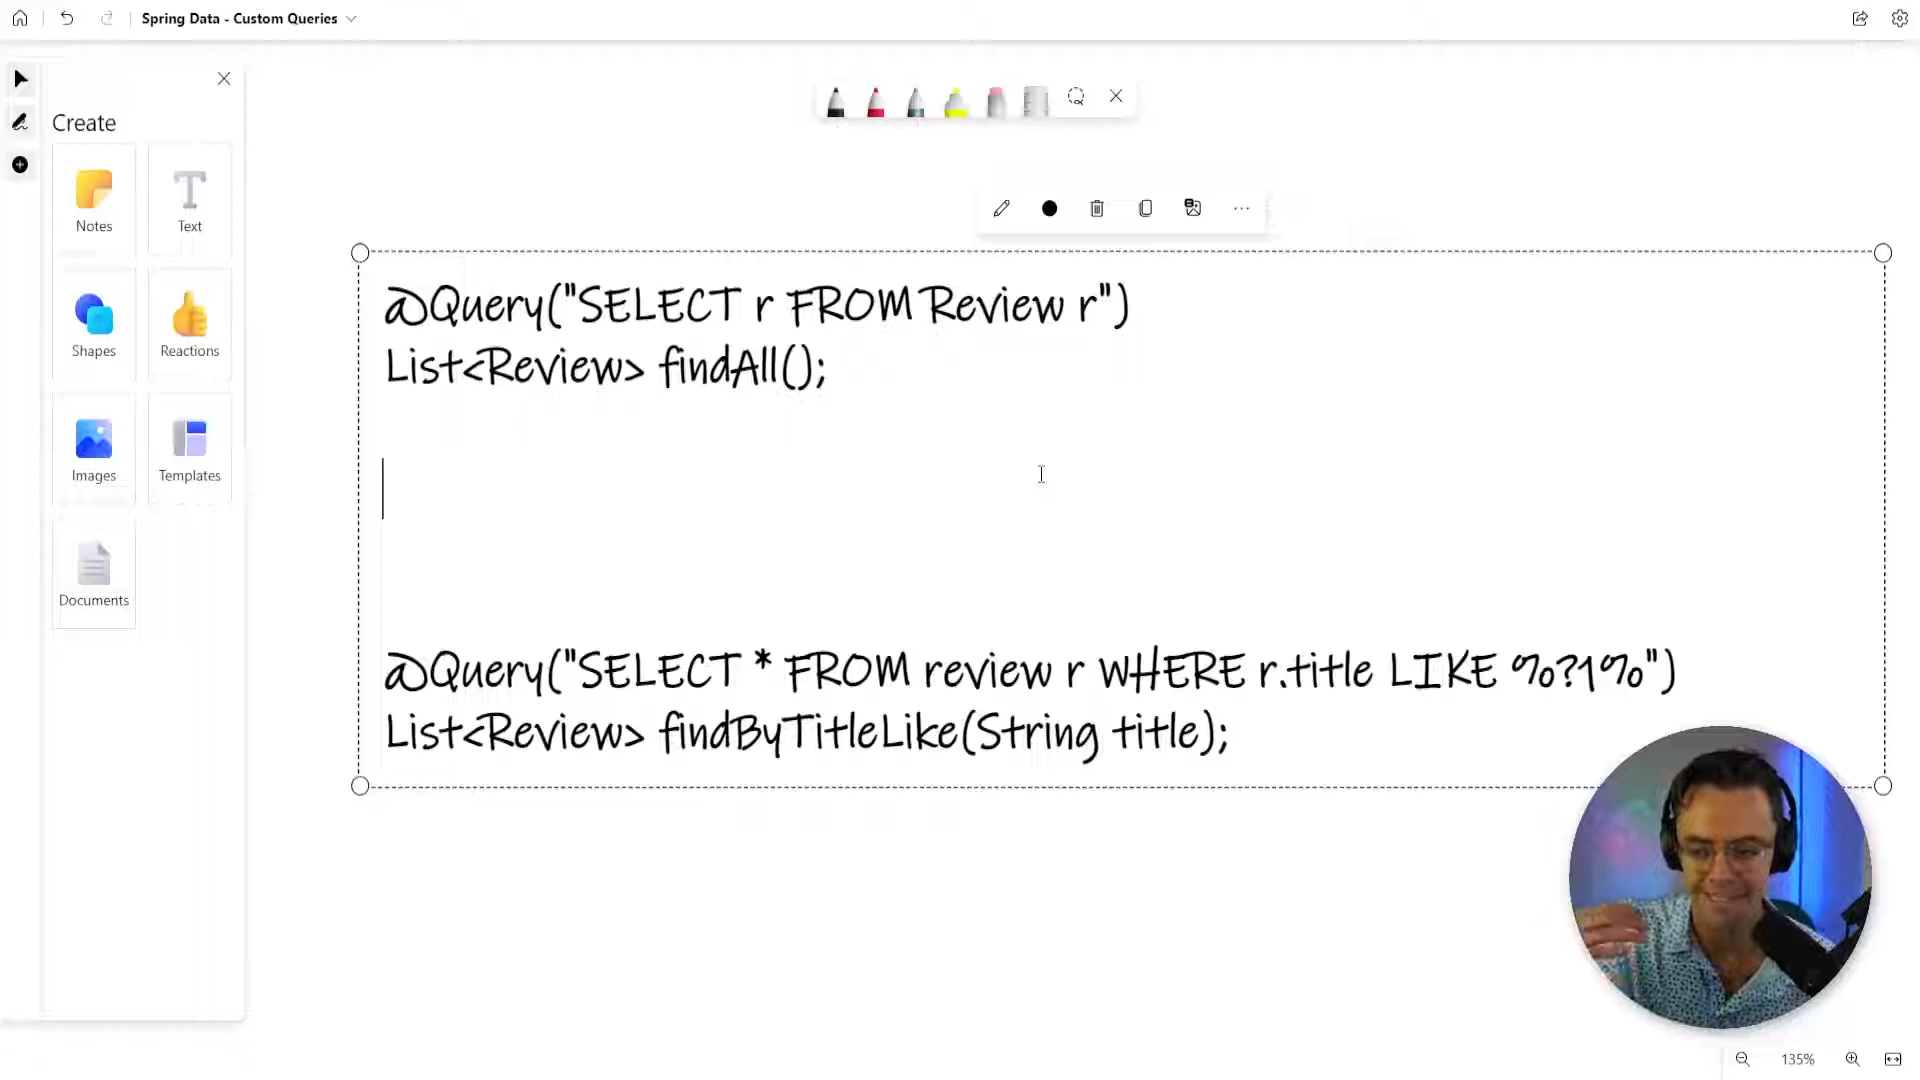 Spring Data - Custom Queries
Create
Notes
Text
Shapes
Reactions
Images
Templates
Documents
@Query("SELECT r FROM Review r")
List<Review> findAll();
@Query("SELECT * FROM review r WHERE r.title LIKE %?1%")
List<Review> findByTitleLike(String title);
135%